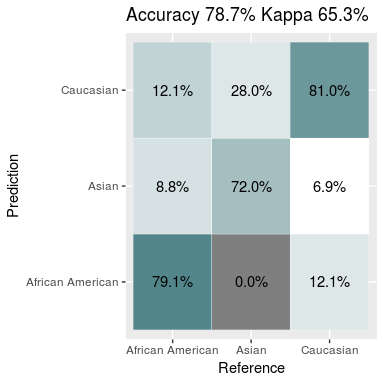 Accuracy 78.7% Kappa 65.3%
Caucasian 12.1% 28.0% 81.0%
Prediction
Asian 8.8% 72.0% 6.9%
African American 79.1% 0.0% 12.1%
African American Asian Caucasian
Reference